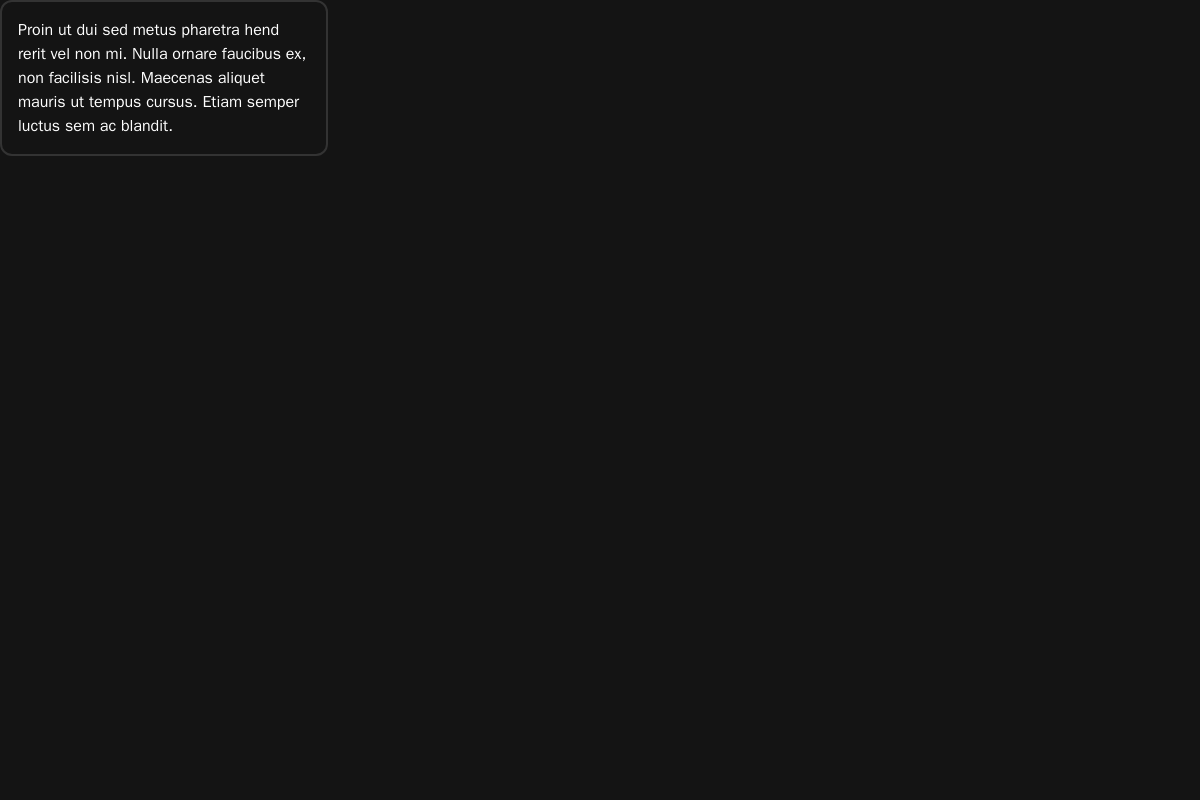 Proin ut dui sed metus pharetra hend
rerit vel non mi. Nulla ornare faucibus ex,
non facilisis nisl. Maecenas aliquet
mauris ut tempus cursus. Etiam semper
luctus sem ac blandit.